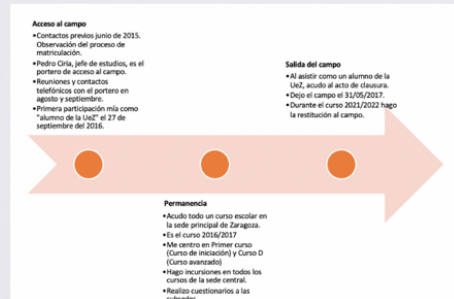 Acceso al campo
•Contactos previos junio de 2015.
Observación del proceso de
matriculación.
•Pedro Ciria, jefe de estudios, es el
portero de acceso al campo.
•Reuniones y contactos
telefónicos con el portero en
agosto y septiembre.
•Primera participación mía como
"alumno de la UeZ" el 27 de
septiembre del 2016.
Salida del campo
•Al asistir como un alumno de la
UeZ, acudo al acto de clausura.
•Dejo el campo el 31/05/2017.
•Durante el curso 2021/2022 hago
la restitución al campo.
Permanencia
•Acudo todo un curso escolar en
la sede principal de Zaragoza.
•Es el curso 2016/2017
•Me centro en Primer curso
(Curso de iniciación) y Curso D
(Curso avanzado)
•Hago incursiones en todos los
cursos de la sede central.
•Realizo cuestionarios a las